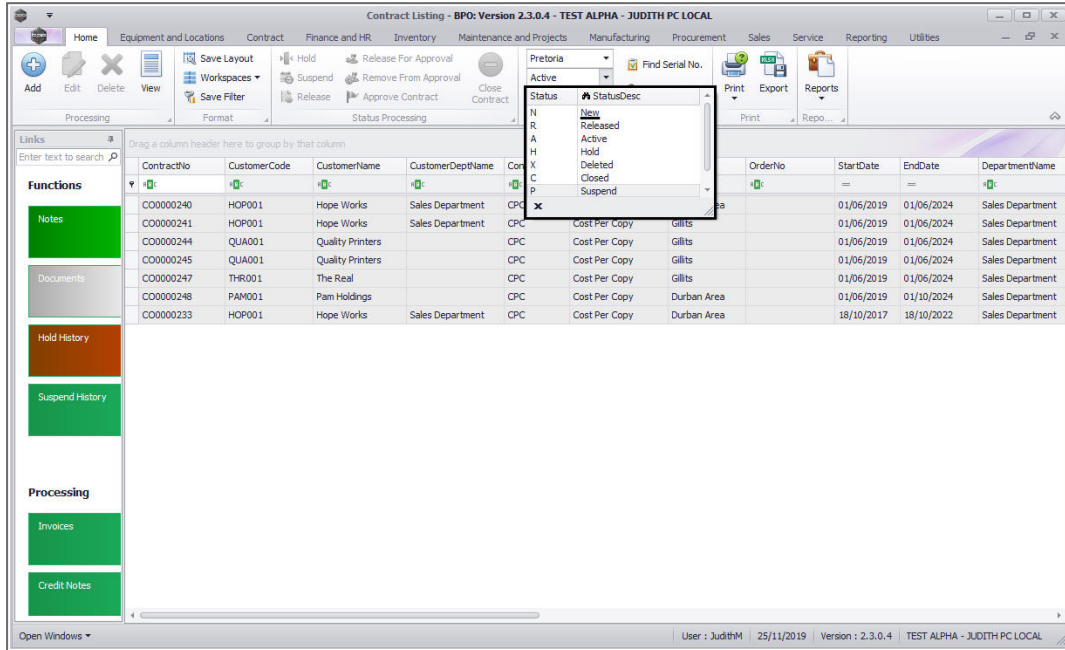 Contract Listing - BPO: Version 2.3.0.4 - TEST ALPHA - JUDITH PC LOCAL
Home Equipment and Locations Contract Finance and HR Inventory Maintenance and Projects Manufacturing Procurement Sales Service Reporting Utilities
Save Layout Hold Release For Approval Pretoria Find Serial No.
Workspaces Suspend Remove From Approval Active
Add Edit Delete View Save Filter Release Approve Contract Close Contract Print Export Reports
Processing Format Status Processing Print Repo...
Status StatusDesc
N New
R Released
A Active
H Hold
X Deleted
C Closed
P Suspend
Links
Enter text to search
Drag a column header here to group by that column
ContractNo CustomerCode CustomerName CustomerDeptName Con OrderNo StartDate EndDate DepartmentName
CO0000240 HOP001 Hope Works Sales Department CPC ea 01/06/2019 01/06/2024 Sales Department
CO0000241 HOP001 Hope Works Sales Department CPC Cost Per Copy Gillits 01/06/2019 01/06/2024 Sales Department
CO0000244 QUA001 Quality Printers CPC Cost Per Copy Gillits 01/06/2019 01/06/2024 Sales Department
CO0000245 QUA001 Quality Printers CPC Cost Per Copy Gillits 01/06/2019 01/06/2024 Sales Department
CO0000247 THR001 The Real CPC Cost Per Copy Gillits 01/06/2019 01/06/2024 Sales Department
CO0000248 PAM001 Pam Holdings CPC Cost Per Copy Durban Area 01/06/2019 01/10/2024 Sales Department
CO0000233 HOP001 Hope Works Sales Department CPC Cost Per Copy Durban Area 18/10/2017 18/10/2022 Sales Department
Functions
Notes
Documents
Hold History
Suspend History
Processing
Invoices
Credit Notes
Open Windows User : JudithM 25/11/2019 Version : 2.3.0.4 TEST ALPHA - JUDITH PC LOCAL